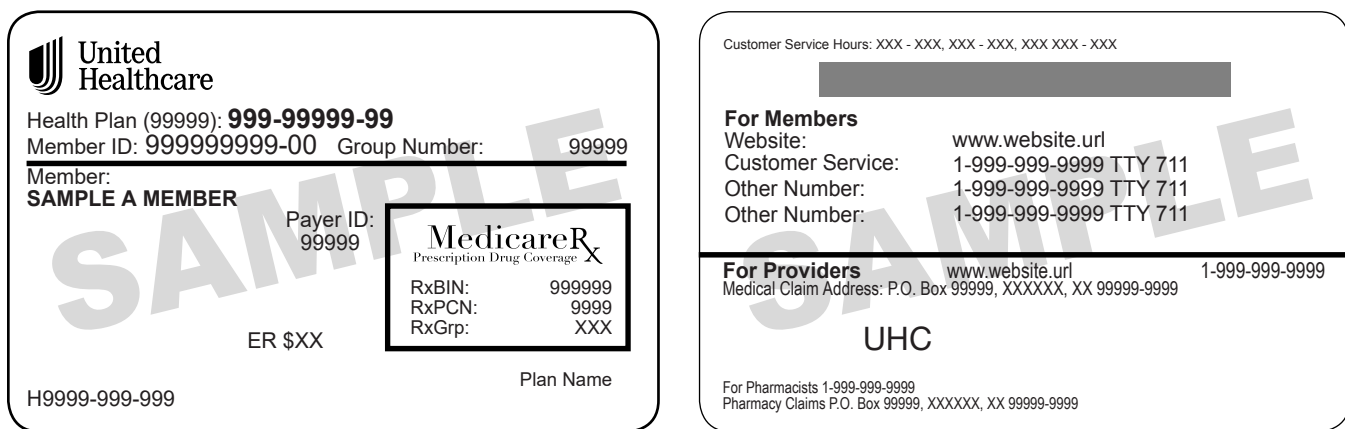 United
Healthcare
Health Plan (99999): 999-99999-99
Member ID: 999999999-00 Group Number: 99999
Member:
SAMPLE A MEMBER
Payer ID:
99999
MedicareRx
Prescription Drug Coverage
RxBIN: 999999
RxPCN: 9999
RxGrp: XXX
ER $XX
Plan Name
H9999-999-999
SAMPLE
Customer Service Hours: XXX - XXX, XXX - XXX, XXX XXX - XXX
For Members
Website: www.website.url
Customer Service: 1-999-999-9999 TTY 711
Other Number: 1-999-999-9999 TTY 711
Other Number: 1-999-999-9999 TTY 711
For Providers www.website.url 1-999-999-9999
Medical Claim Address: P.O. Box 99999, XXXXXX, XX 99999-9999
UHC
For Pharmacists 1-999-999-9999
Pharmacy Claims P.O. Box 99999, XXXXXX, XX 99999-9999
SAMPLE